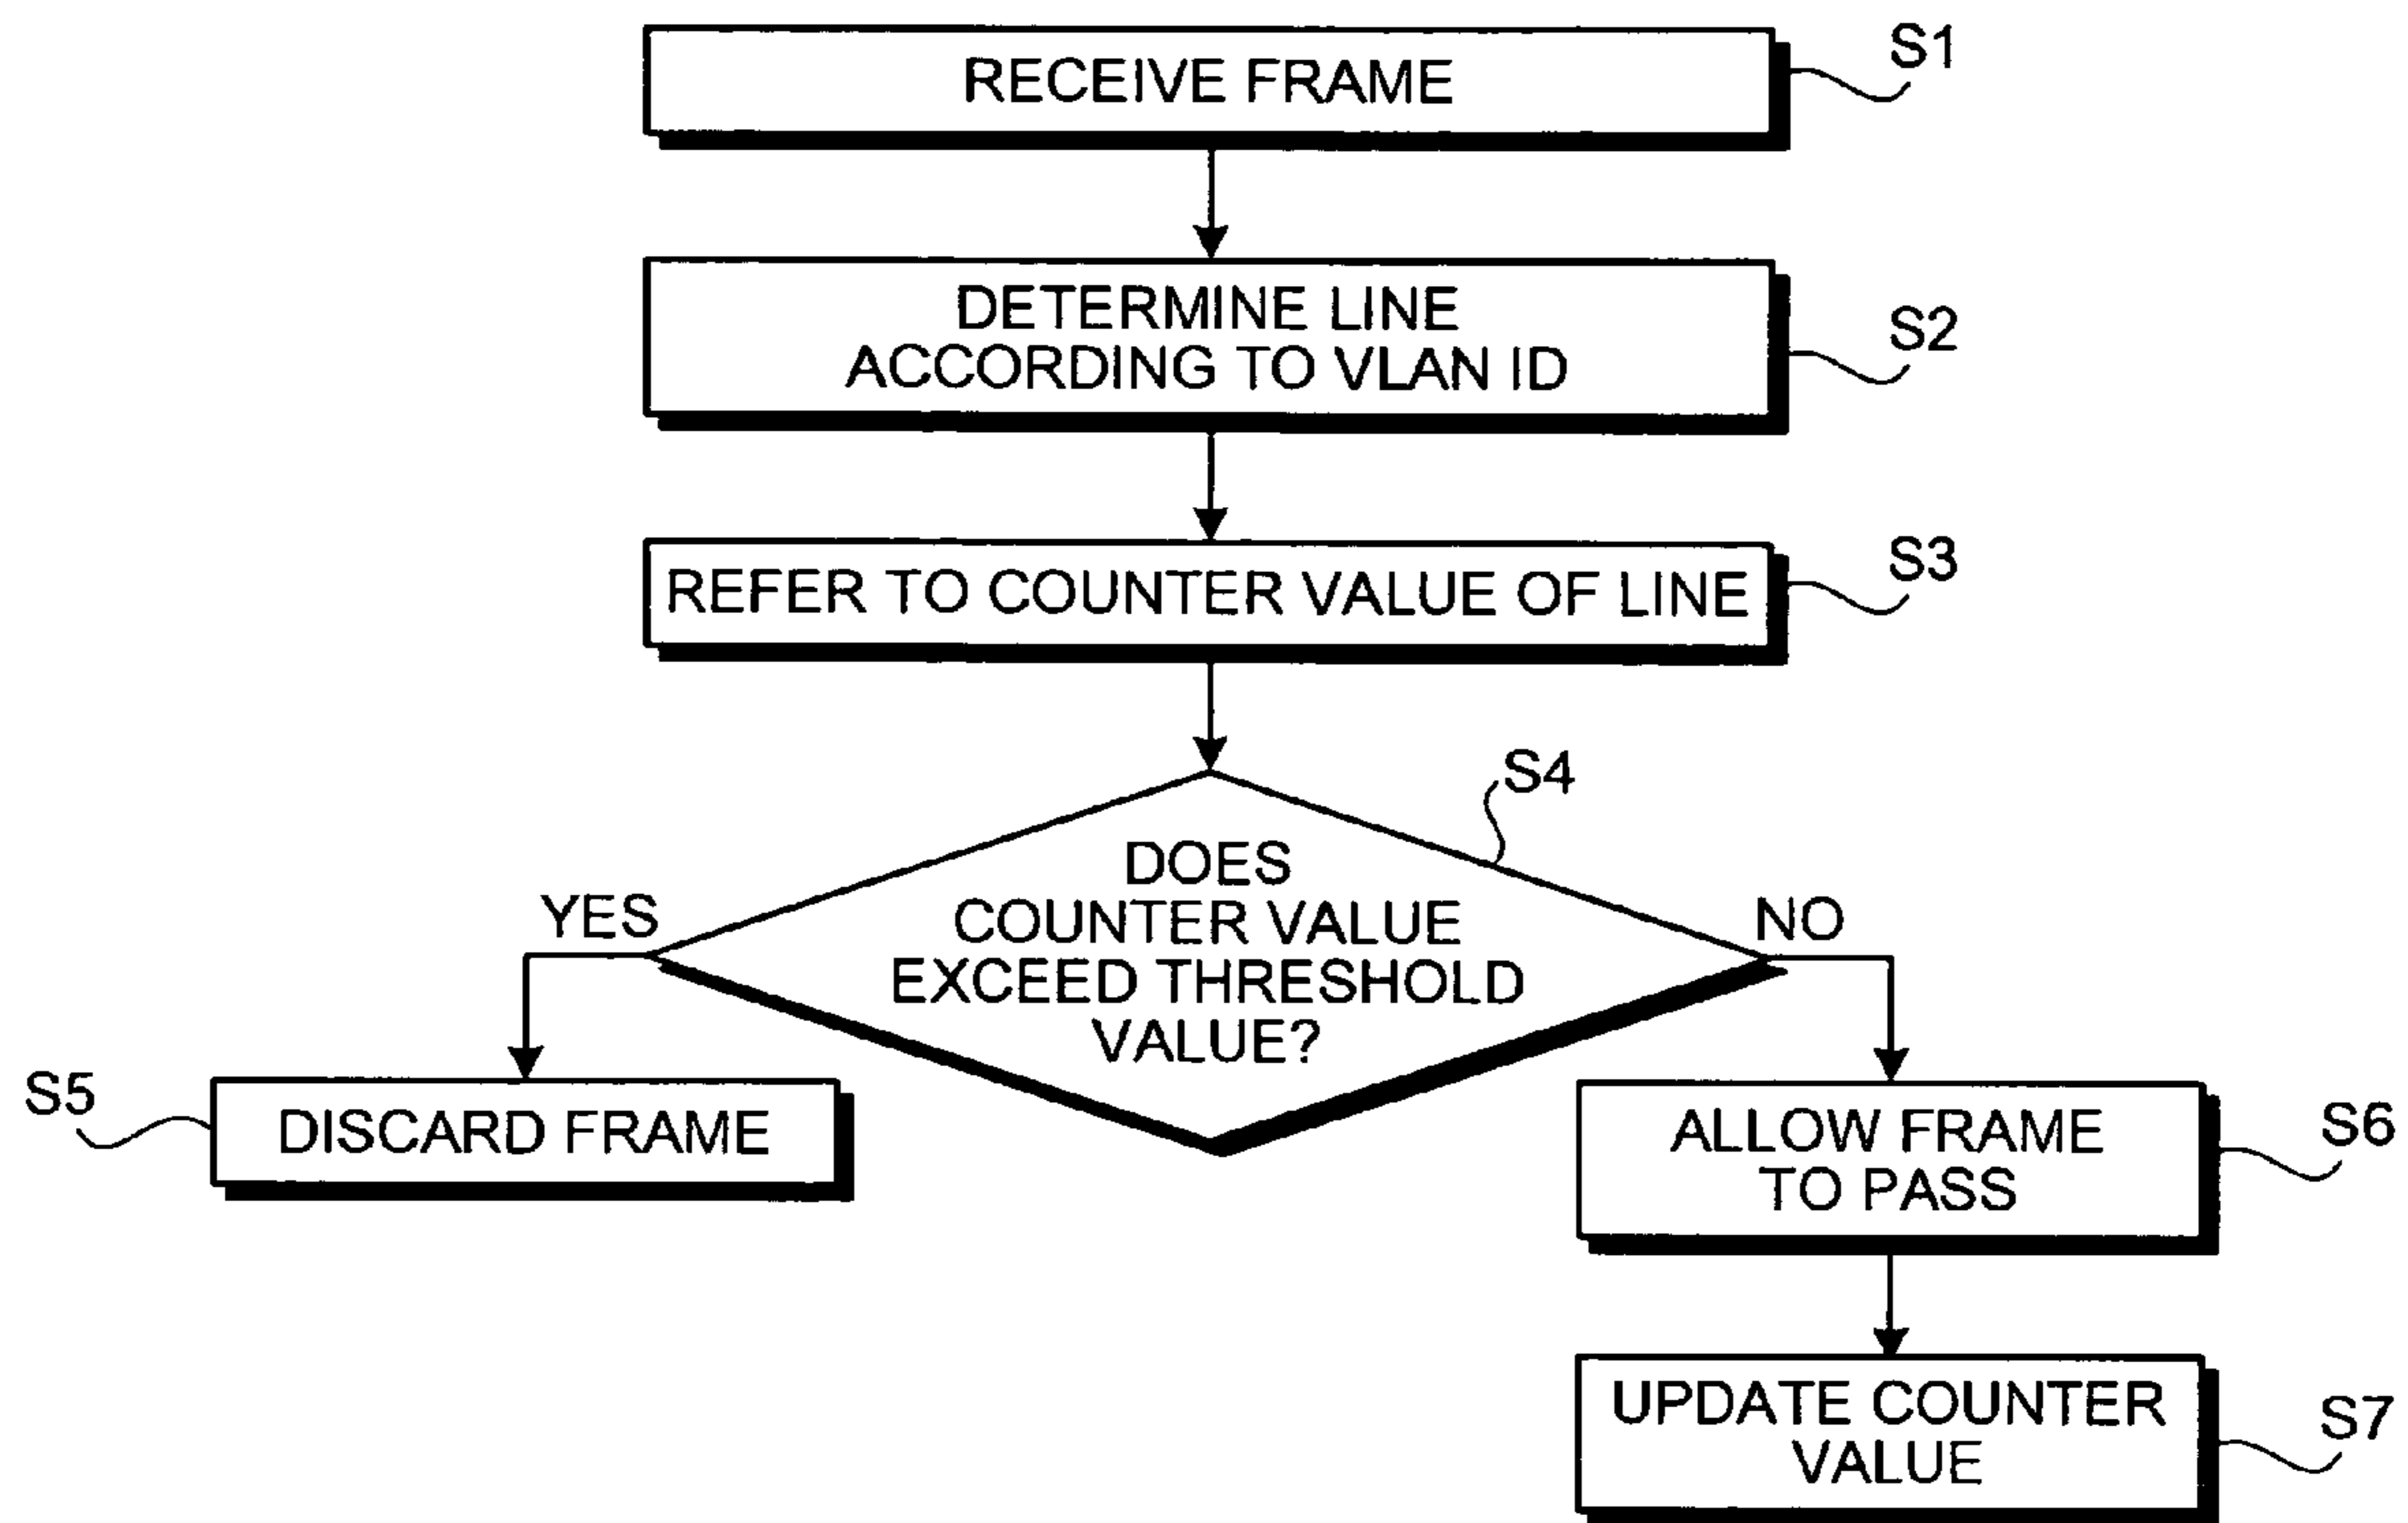 RECEIVE FRAME
S1
DETERMINE LINE
ACCORDING TO VLAN ID
S2
REFER TO COUNTER VALUE OF LINE
S3
S4
DOES
COUNTER VALUE
EXCEED THRESHOLD
VALUE?
YES
NO
S5
DISCARD FRAME
ALLOW FRAME
TO PASS
S6
UPDATE COUNTER
VALUE
S7